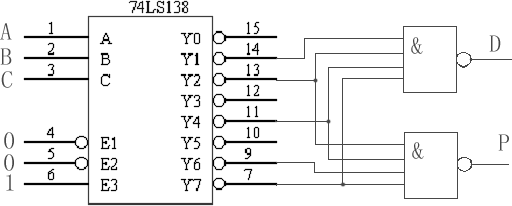 74LS138
A 1 A Y0 15
B 2 B Y1 14
C 3 C Y2 13
Y3 12
Y4 11
0 4 E1 Y5 10
0 5 E2 Y6 9
1 6 E3 Y7 7
& D
& P